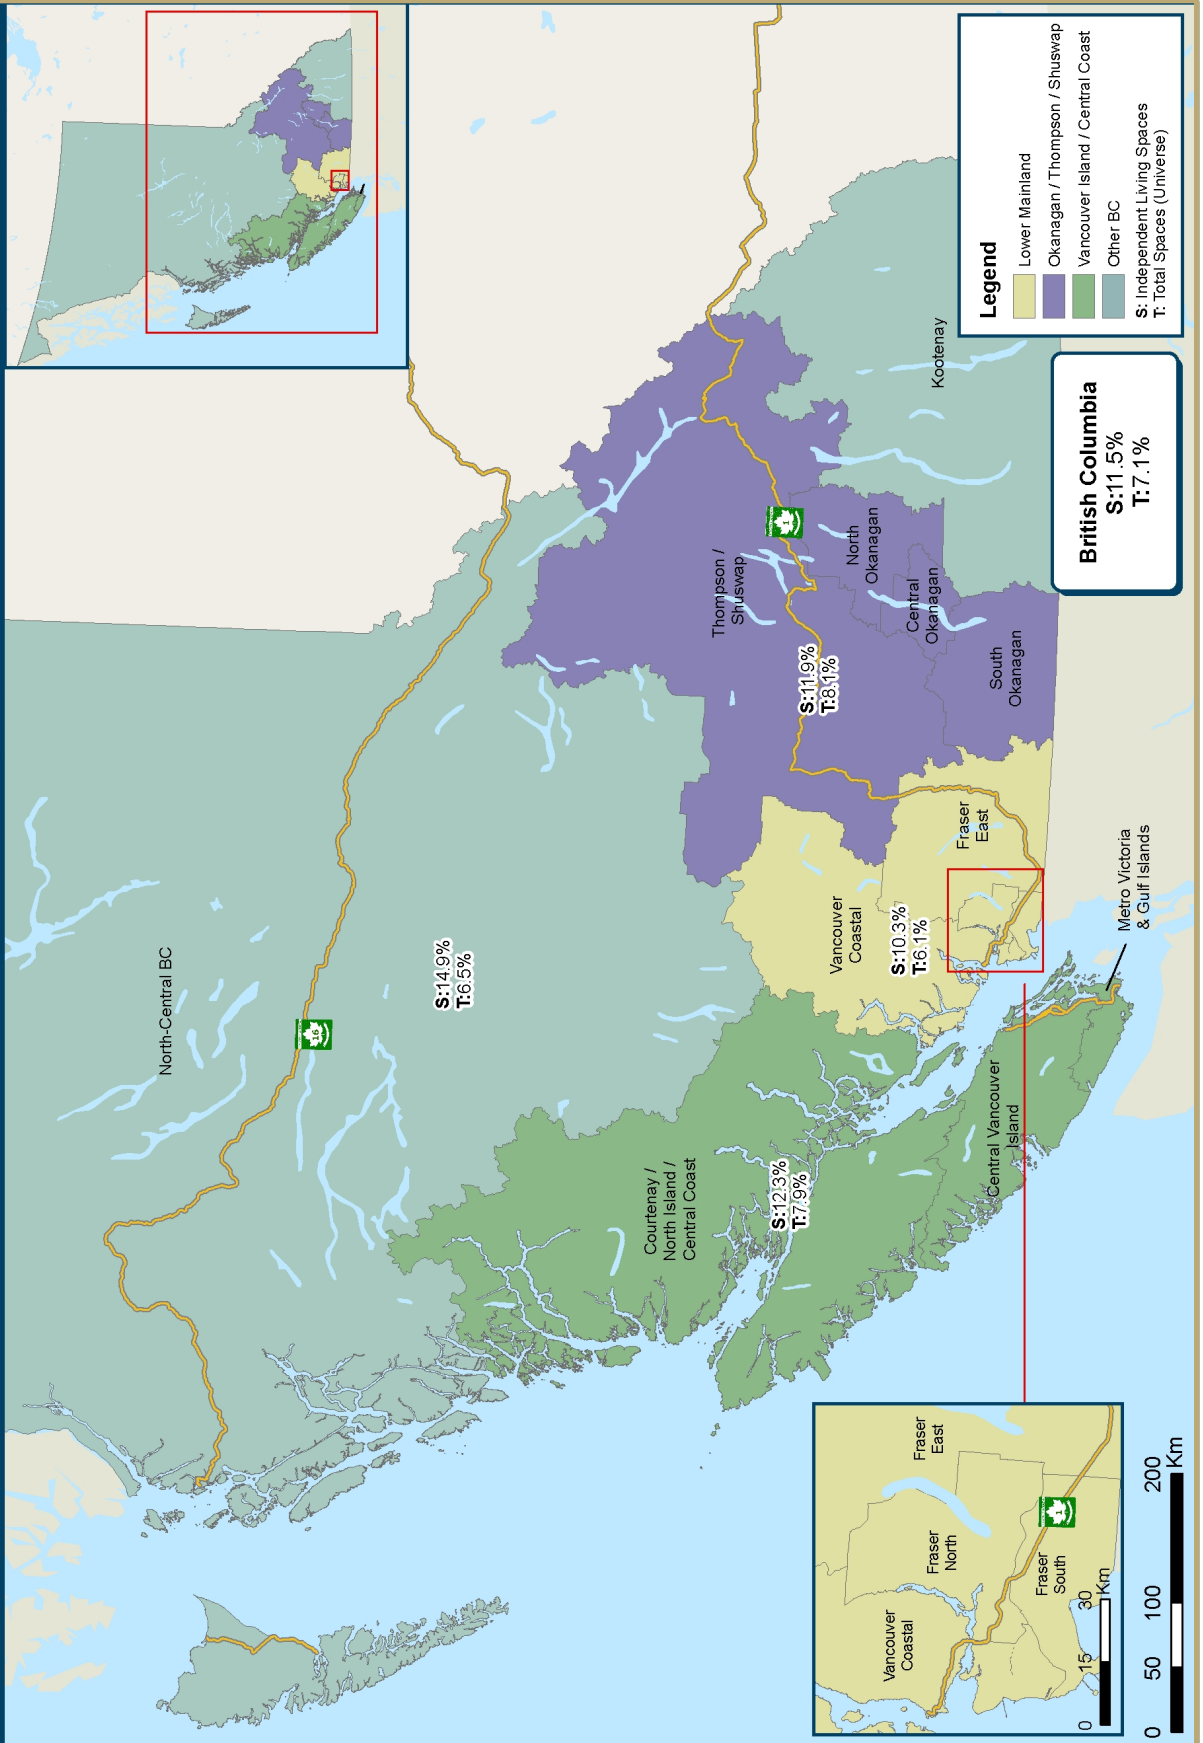 North-Central BC
16
S:14.9%
T:6.5%
Courtenay /
North Island /
Central Coast
S:12.3%
T:7.9%
Central Vancouver
Island
Metro Victoria
& Gulf Islands
Vancouver
Coastal
S:10.3%
T:6.1%
Fraser
East
Thompson /
Shuswap
S:11.9%
T:8.1%
1
North
Okanagan
Central
Okanagan
South
Okanagan
Kootenay
British Columbia
S:11.5%
T:7.1%
Legend
Lower Mainland
Okanagan / Thompson / Shuswap
Vancouver Island / Central Coast
Other BC
S: Independent Living Spaces
T: Total Spaces (Universe)
Vancouver
Coastal
Fraser
North
Fraser
East
Fraser
South
1
0 15 30
Km
0 50 100 200
Km